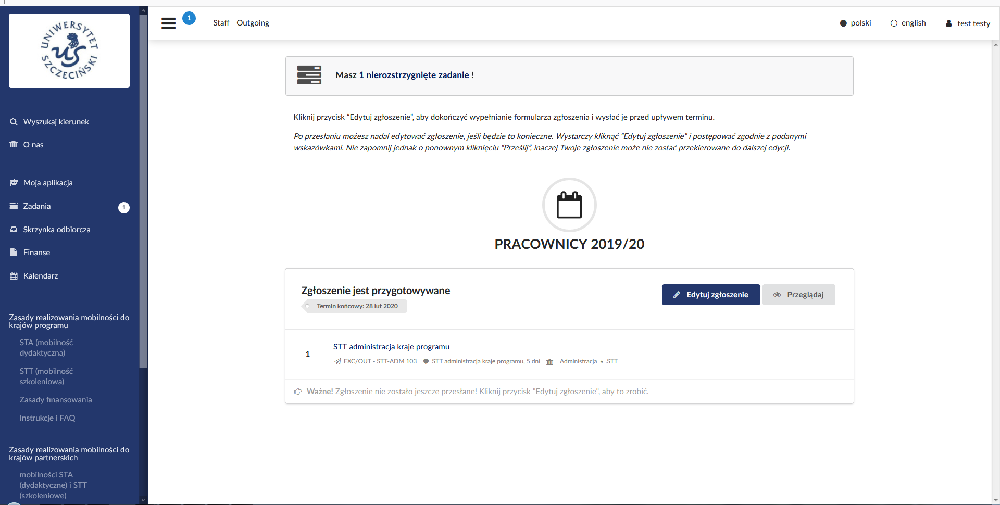 UNIWERSYTET SZCZECIŃSKI
US
Wyszukaj kierunek
O nas
Moja aplikacja
Zadania 1
Skrzynka odbiorcza
Finanse
Kalendarz
Zasady realizowania mobilności do
krajów programu
STA (mobilność
dydaktyczna)
STT (mobilność
szkoleniowa)
Zasady finansowania
Instrukcje i FAQ
Zasady realizowania mobilności do
krajów partnerskich
mobilności STA
(dydaktyczne) i STT
(szkoleniowe)
1 Staff - Outgoing polski english test testy
Masz 1 nierozstrzygnięte zadanie !
Kliknij przycisk “Edytuj zgłoszenie”, aby dokończyć wypełnianie formularza zgłoszenia i wysłać je przed upływem terminu.
Po przesłaniu możesz nadal edytować zgłoszenie, jeśli będzie to konieczne. Wystarczy kliknąć “Edytuj zgłoszenie” i postępować zgodnie z podanymi
wskazówkami. Nie zapomnij jednak o ponownym kliknięciu “Prześlij”, inaczej Twoje zgłoszenie może nie zostać przekierowane do dalszej edycji.
PRACOWNICY 2019/20
Zgłoszenie jest przygotowywane
Termin końcowy: 28 lut 2020
Edytuj zgłoszenie Przeglądaj
1 STT administracja kraje programu
EXC/OUT - STT-ADM 103 STT administracja kraje programu, 5 dni _ Administracja .STT
Ważne! Zgłoszenie nie zostało jeszcze przesłane! Kliknij przycisk "Edytuj zgłoszenie", aby to zrobić.